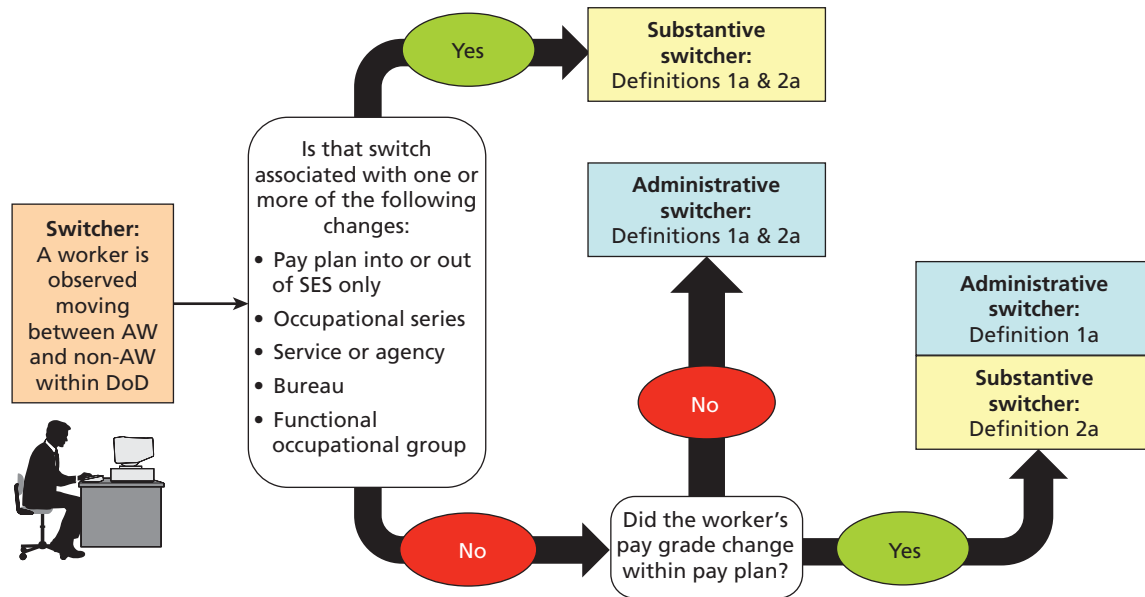 Switcher:
A worker is
observed
moving
between AW
and non-AW
within DoD
Is that switch
associated with one or
more of the following
changes:
• Pay plan into or out
of SES only
• Occupational series
• Service or agency
• Bureau
• Functional
occupational group
Yes
Substantive
switcher:
Definitions 1a & 2a
No
Did the worker’s
pay grade change
within pay plan?
No
Administrative
switcher:
Definitions 1a & 2a
Yes
Administrative
switcher:
Definition 1a
Substantive
switcher:
Definition 2a